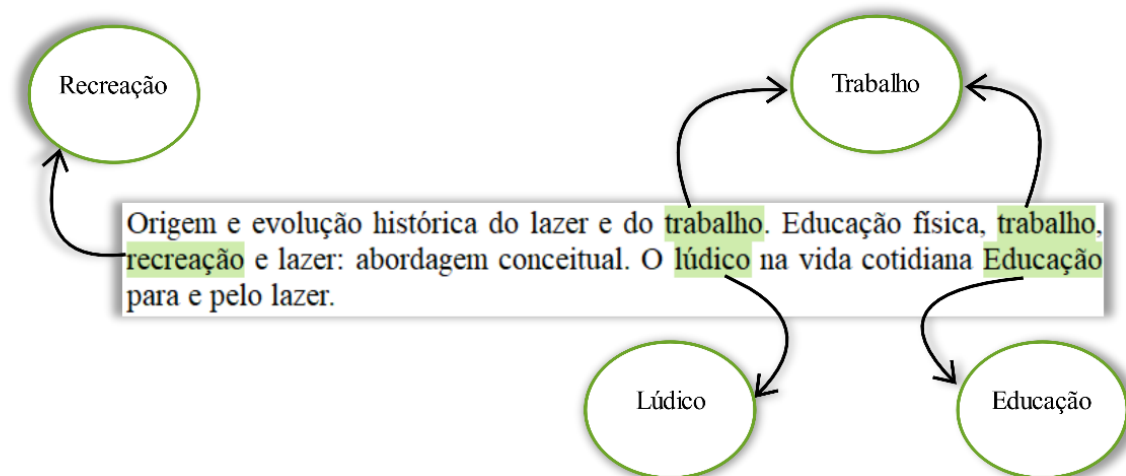 Recreação
Trabalho
Origem e evolução histórica do lazer e do trabalho. Educação física, trabalho,
recreação e lazer: abordagem conceitual. O lúdico na vida cotidiana Educação
para e pelo lazer.
Lúdico
Educação